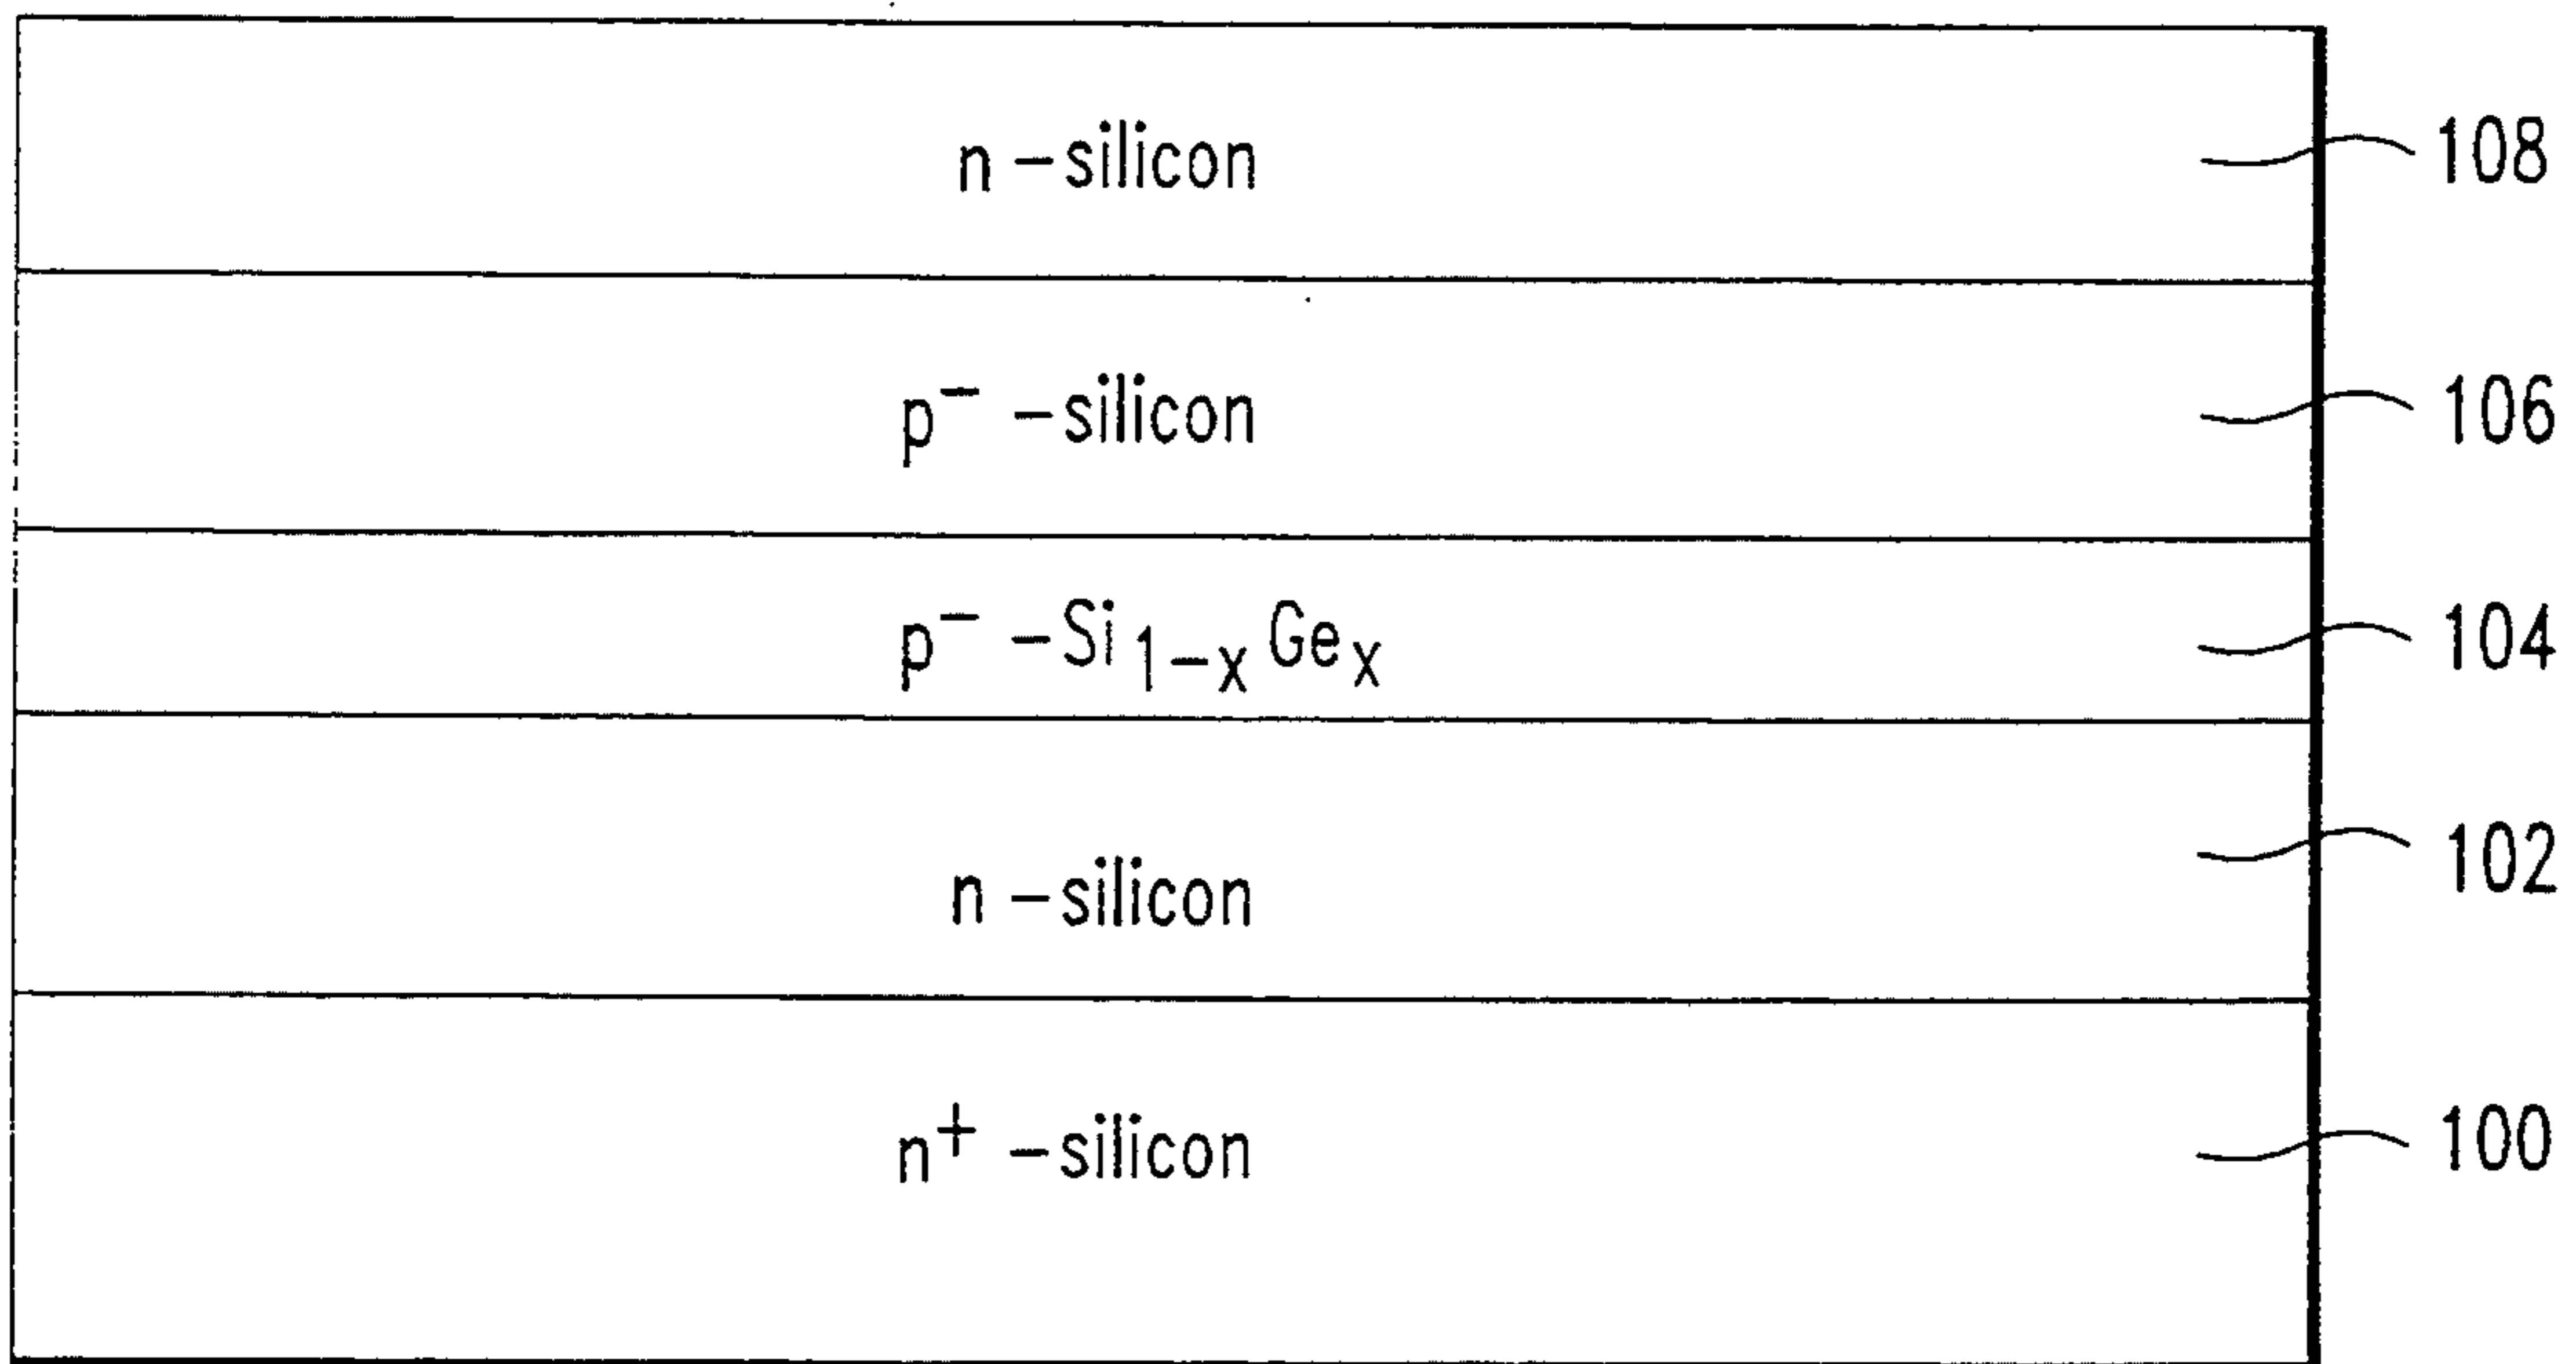 n -silicon 108
p⁻ -silicon 106
p⁻ -Si₁₋ₓGeₓ 104
n -silicon 102
n⁺ -silicon 100